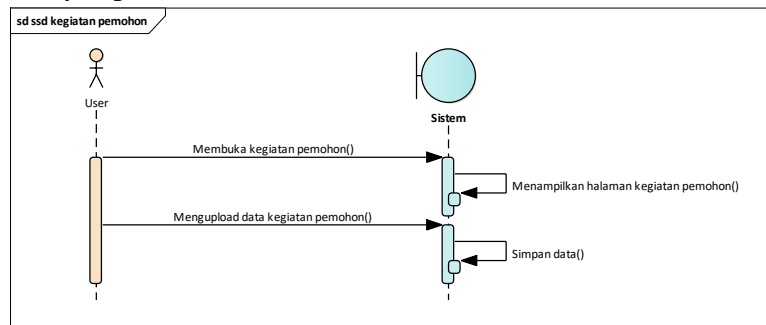 sd ssd kegiatan pemohon
User
Sistem
Membuka kegiatan pemohon()
Menampilkan halaman kegiatan pemohon()
Mengupload data kegiatan pemohon()
Simpan data()